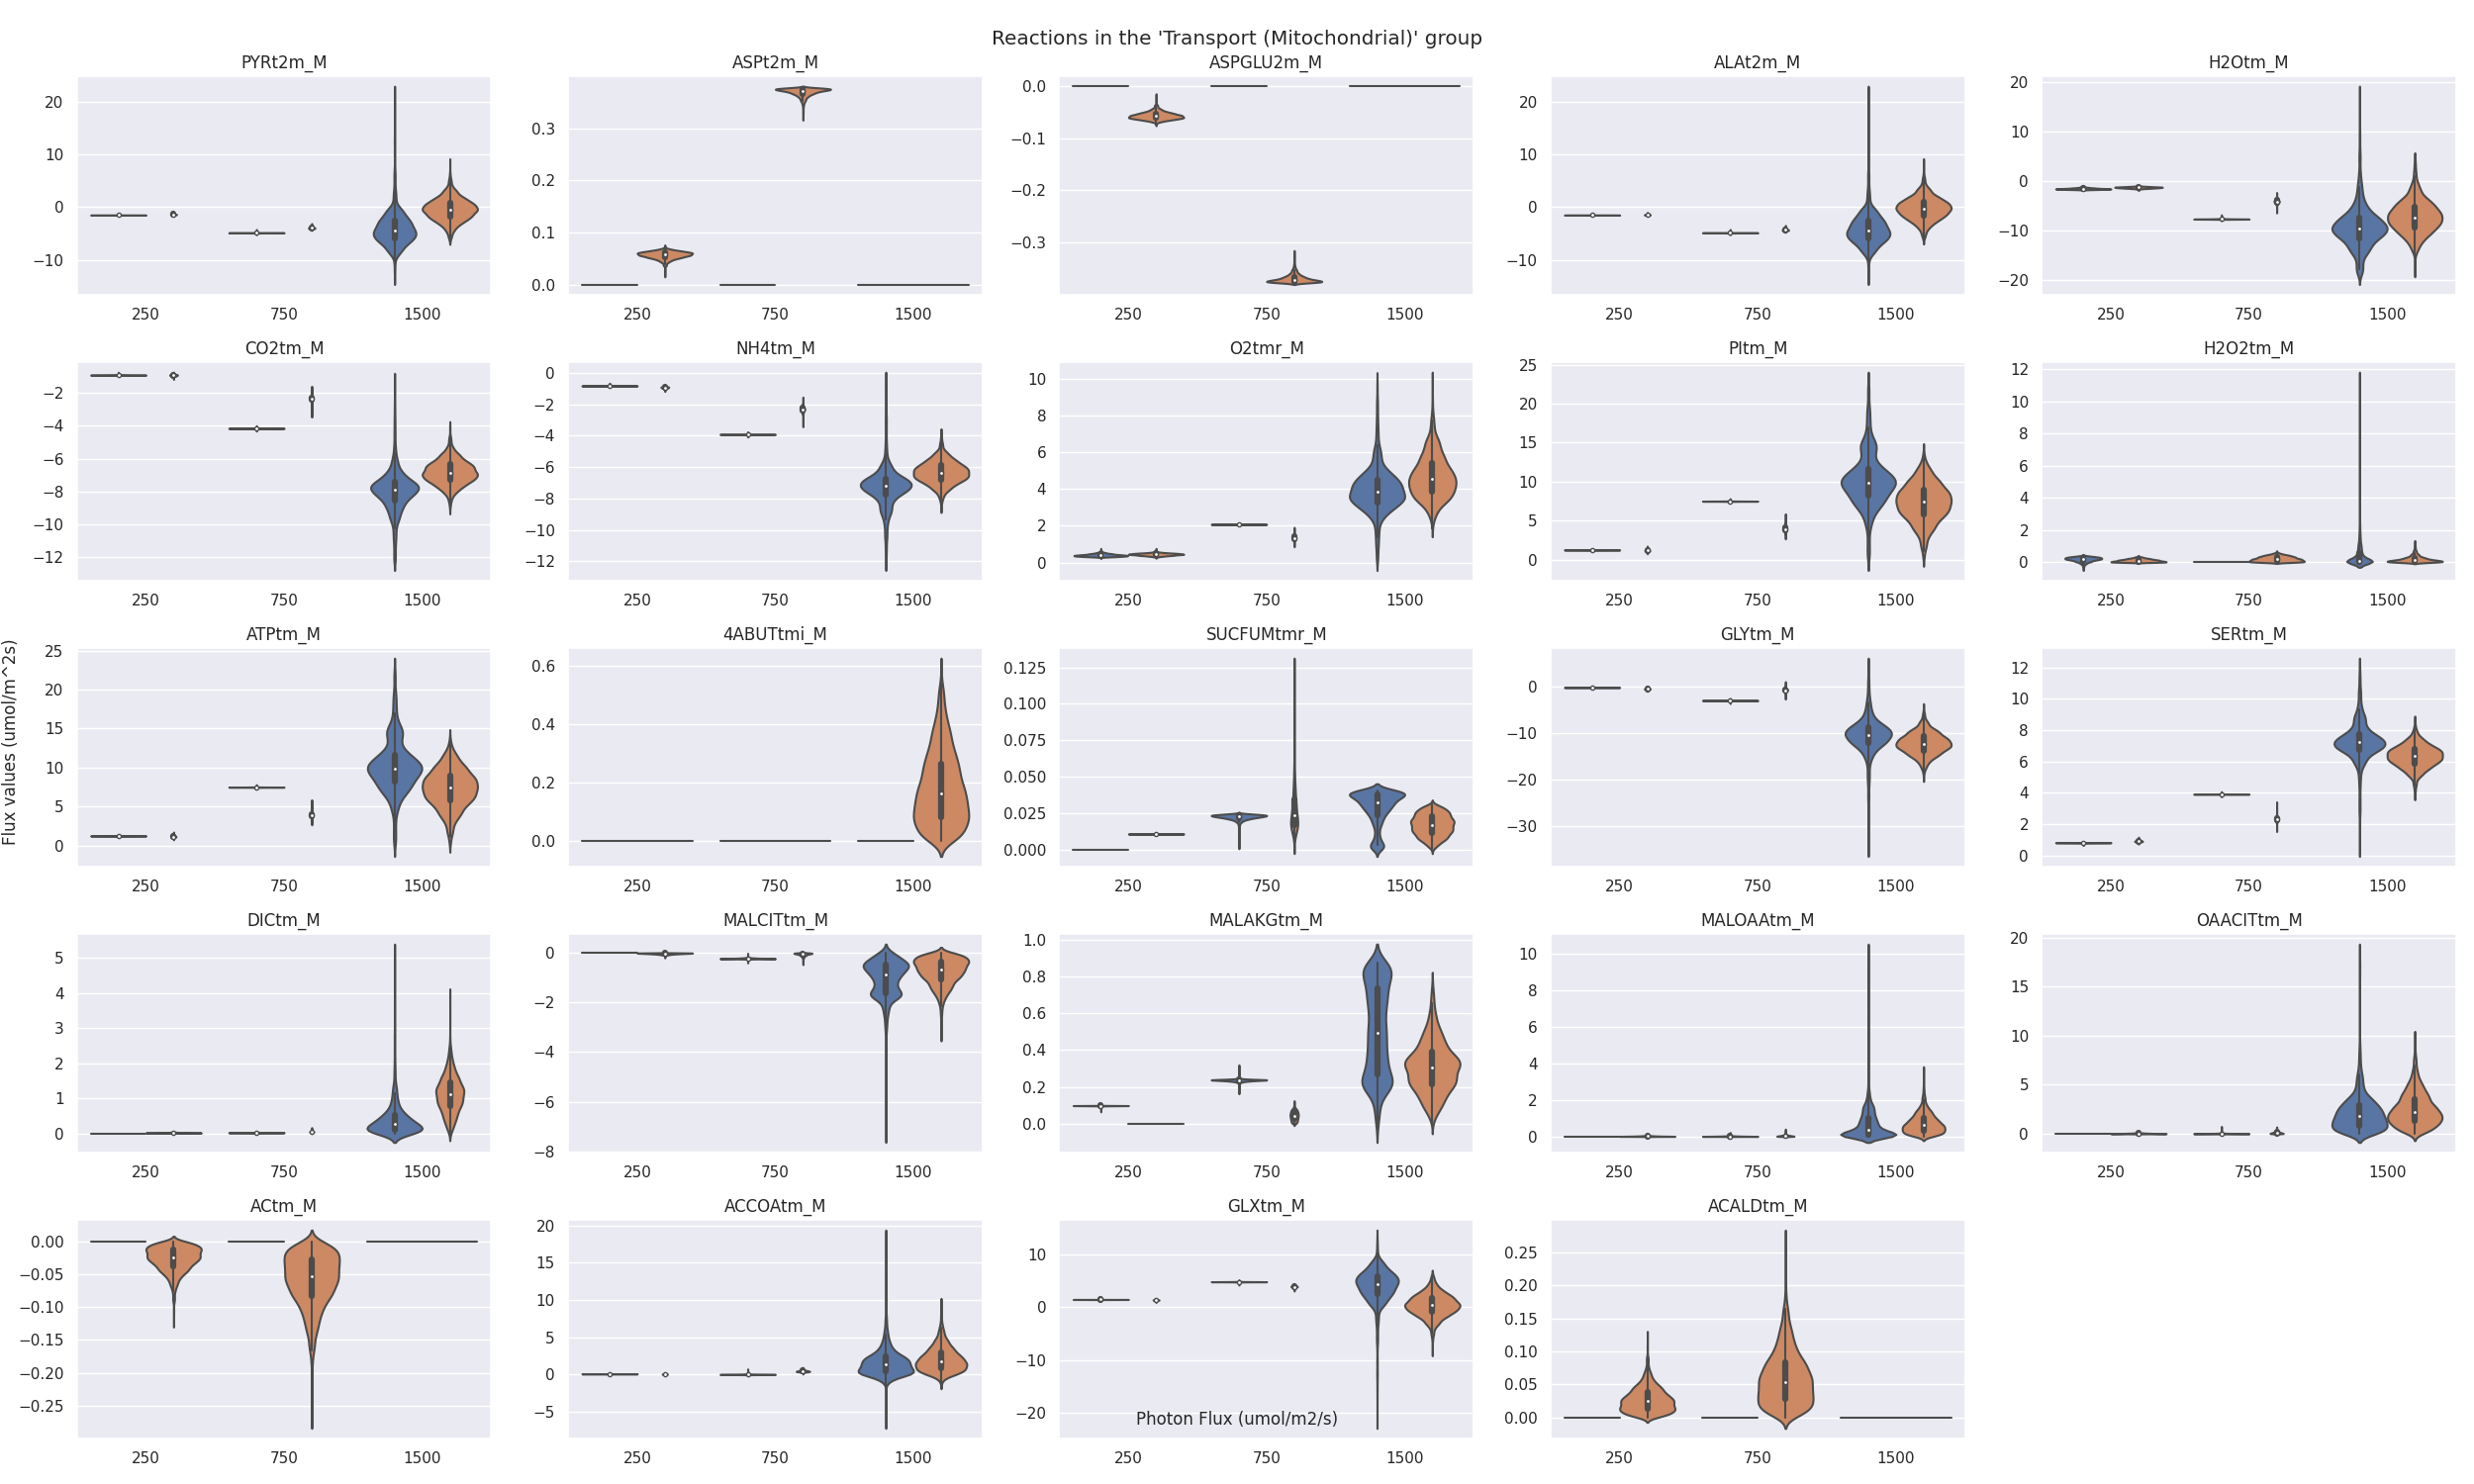 Reactions in the 'Transport (Mitochondrial)' group
PYRt2m_M
20
10
0
−10
250 750 1500
ASPt2m_M
0.3
0.2
0.1
0.0
250 750 1500
ASPGLU2m_M
0.0
−0.1
−0.2
−0.3
250 750 1500
ALAt2m_M
20
10
0
−10
250 750 1500
H2Otm_M
20
10
0
−10
−20
250 750 1500
CO2tm_M
−2
−4
−6
−8
−10
−12
250 750 1500
NH4tm_M
0
−2
−4
−6
−8
−10
−12
250 750 1500
O2tmr_M
10
8
6
4
2
0
250 750 1500
PItm_M
25
20
15
10
5
0
250 750 1500
H2O2tm_M
12
10
8
6
4
2
0
250 750 1500
Flux values (umol/m^2s)
ATPtm_M
25
20
15
10
5
0
250 750 1500
4ABUTtmi_M
0.6
0.4
0.2
0.0
250 750 1500
SUCFUMtmr_M
0.125
0.100
0.075
0.050
0.025
0.000
250 750 1500
GLYtm_M
0
−10
−20
−30
250 750 1500
SERtm_M
12
10
8
6
4
2
0
250 750 1500
DICtm_M
5
4
3
2
1
0
250 750 1500
MALCITtm_M
0
−2
−4
−6
−8
250 750 1500
MALAKGtm_M
1.0
0.8
0.6
0.4
0.2
0.0
250 750 1500
MALOAAtm_M
10
8
6
4
2
0
250 750 1500
OAACITtm_M
20
15
10
5
0
250 750 1500
ACtm_M
0.00
−0.05
−0.10
−0.15
−0.20
−0.25
250 750 1500
ACCOAtm_M
20
15
10
5
0
−5
250 750 1500
GLXtm_M
10
0
−10
−20
Photon Flux (umol/m2/s)
250 750 1500
ACALDtm_M
0.25
0.20
0.15
0.10
0.05
0.00
250 750 1500